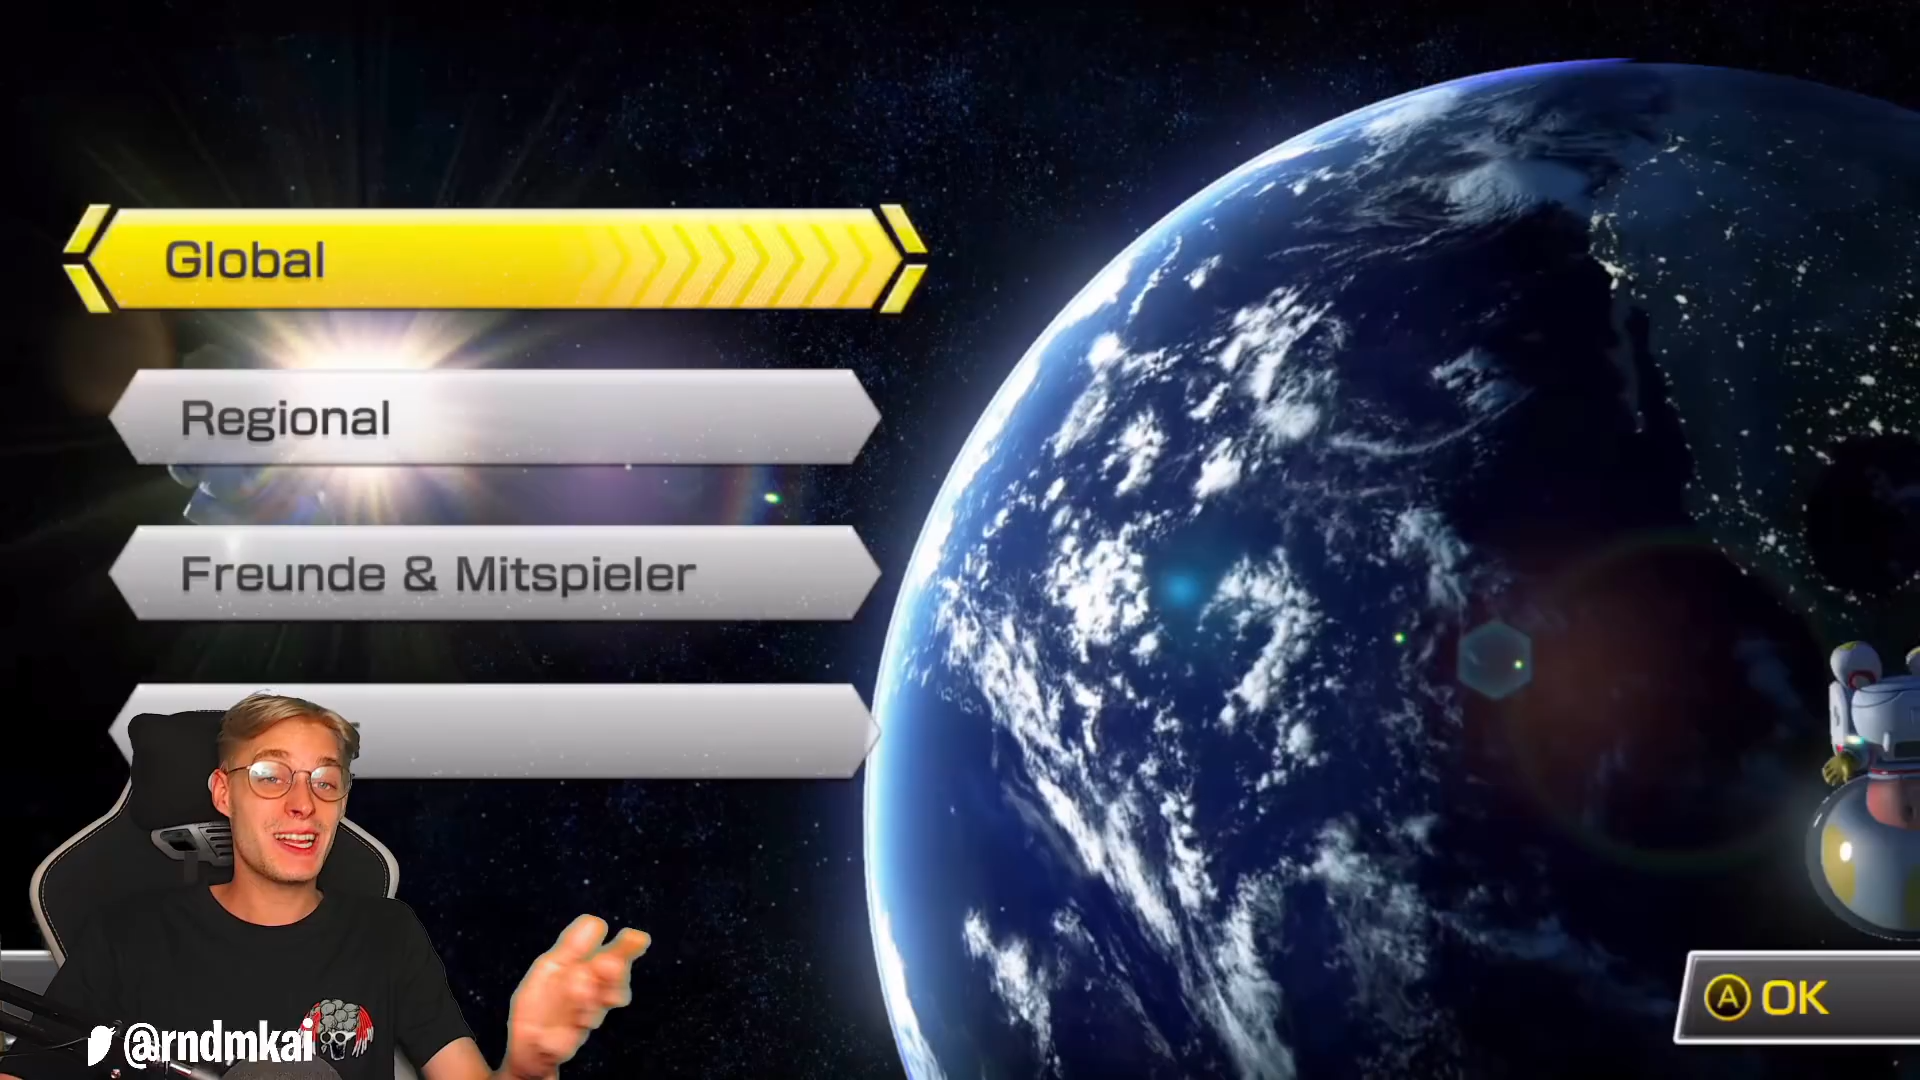 Global
Regional
Freunde & Mitspieler
@rndmkai
A OK